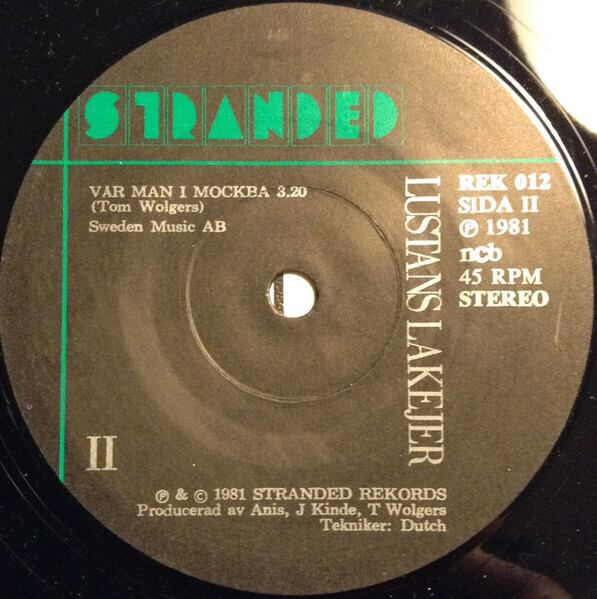 STRANDED
VAR MAN I MOCKBA 3.20
(Tom Wolgers)
Sweden Music AB
LUSTANS LAKEJER
REK 012
SIDA II
℗ 1981
ncb
45 RPM
STEREO
II
℗ & © 1981 STRANDED REKORDS
Producerad av Anis, J Kinde, T Wolgers
Tekniker: Dutch